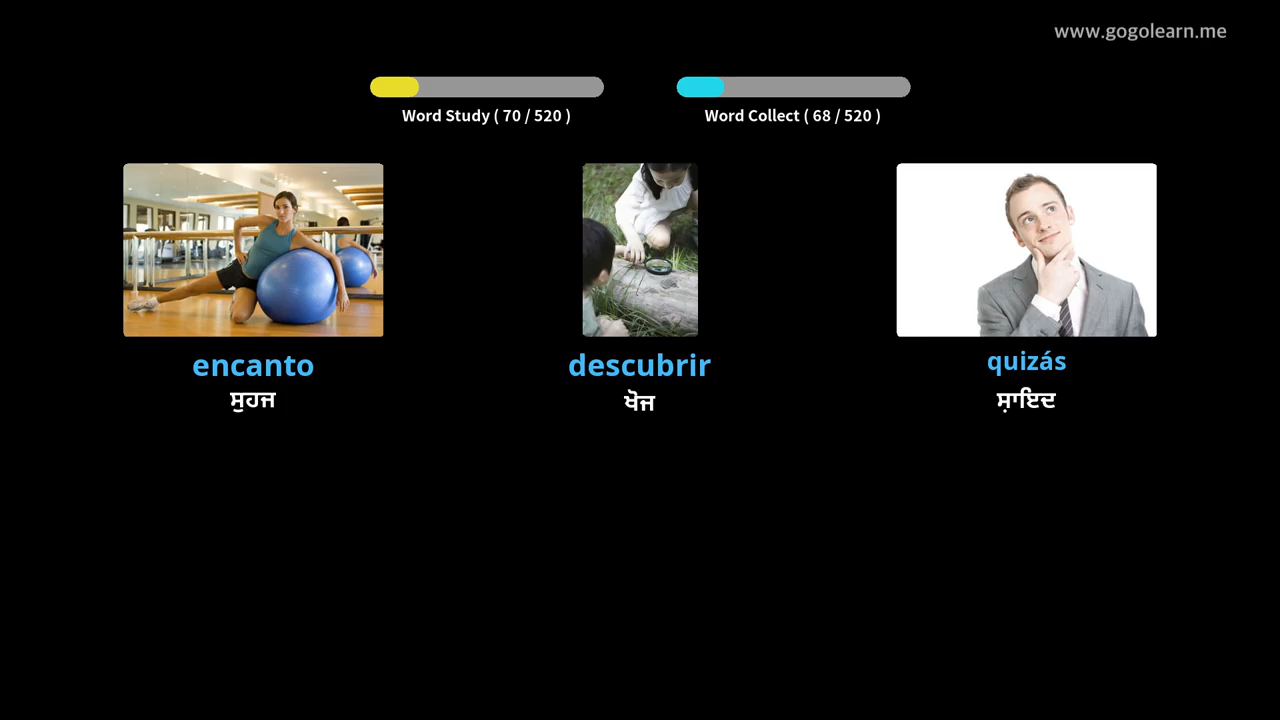 www.gogolearn.me
Word Study ( 70 / 520 )
Word Collect ( 68 / 520 )
encanto
ਸੁਹਜ
descubrir
ਖੋਜ
quizás
ਸ਼ਾਇਦ